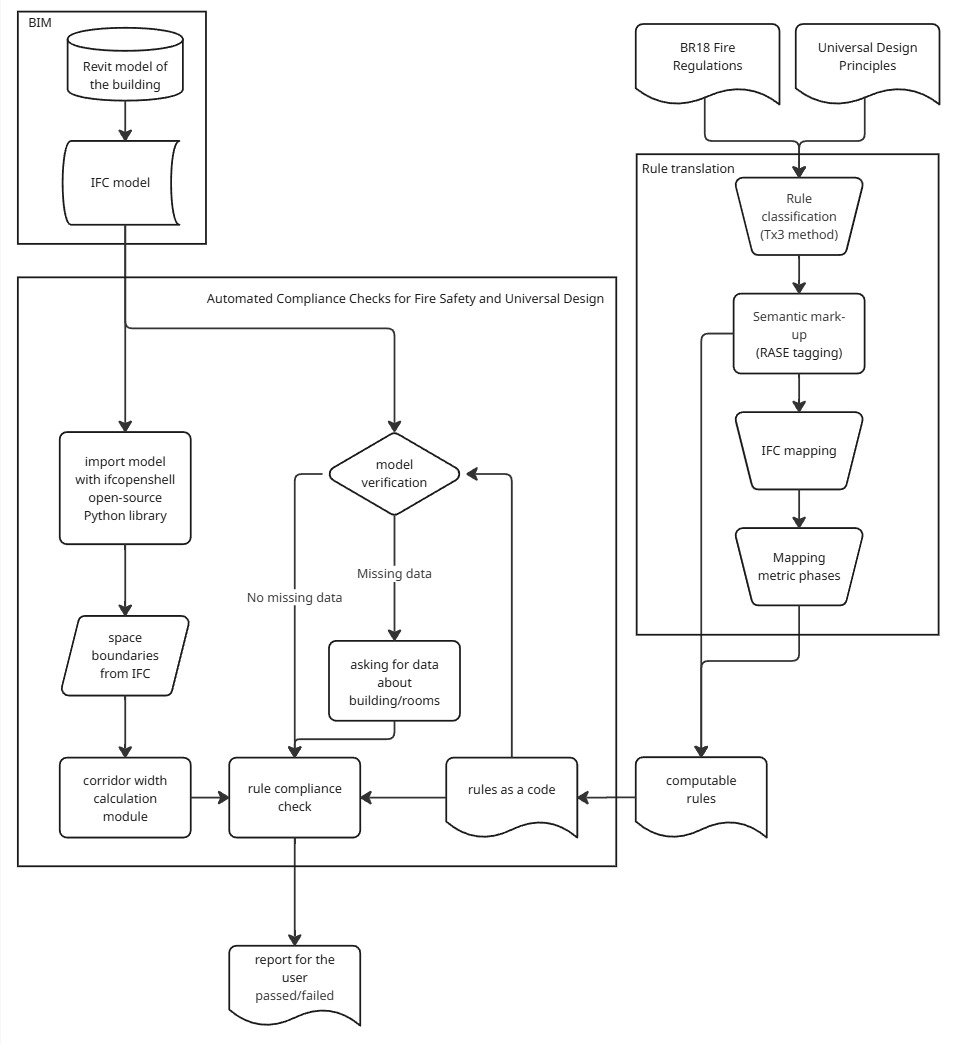 BIM
Revit model of
the building
IFC model
BR18 Fire
Regulations
Universal Design
Principles
Rule translation
Rule
classification
(Tx3 method)
Semantic mark-
up
(RASE tagging)
IFC mapping
Mapping
metric phases
Automated Compliance Checks for Fire Safety and Universal Design
import model
with ifcopenshell
open-source
Python library
model
verification
Missing data
No missing data
space
boundaries
from IFC
asking for data
about
building/rooms
corridor width
calculation
module
rule compliance
check
rules as a code
computable
rules
report for the
user
passed/failed